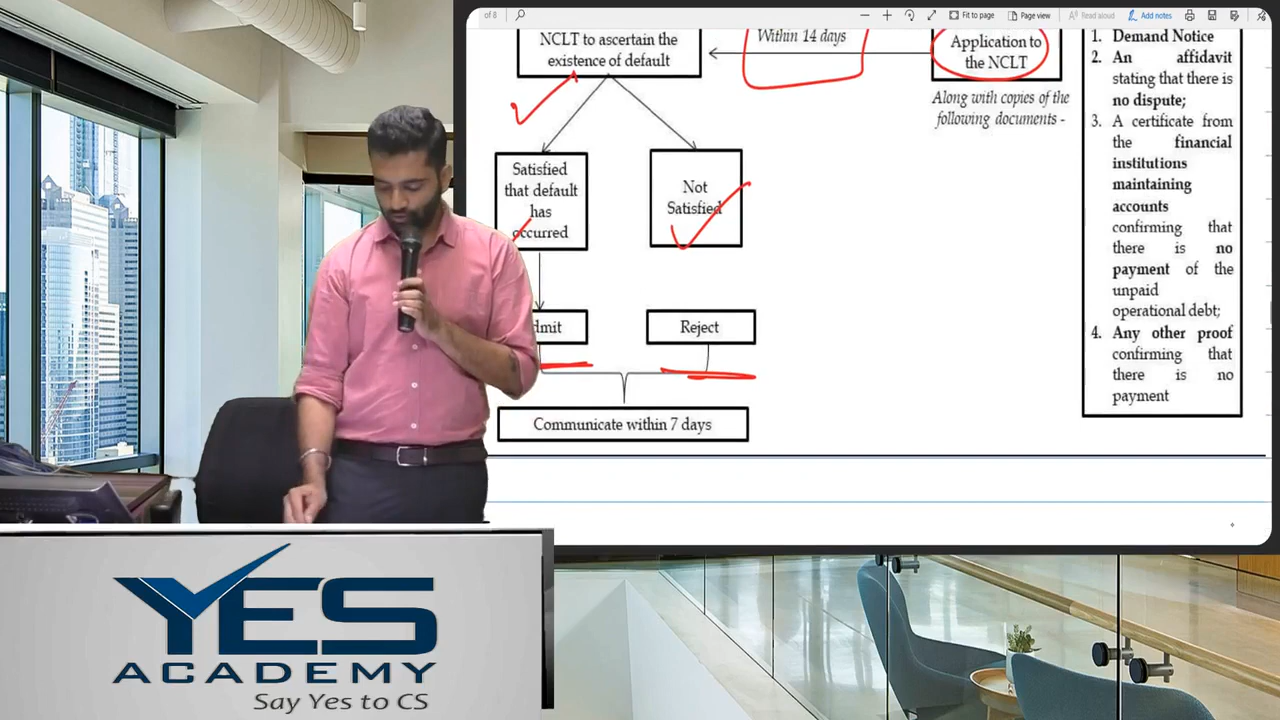 of 8
Fit to page
Page view
Read aloud
Add notes
NCLT to ascertain the
existence of default
Within 14 days
Application to
the NCLT
Along with copies of the
following documents -
1. Demand Notice
2. An affidavit
stating that there is
no dispute;
3. A certificate from
the financial
institutions
maintaining
accounts
confirming that
there is no
payment of the
unpaid
operational debt;
4. Any other proof
confirming that
there is no
payment
Satisfied
that default
has
occurred
Not
Satisfied
dmit
Reject
Communicate within 7 days
YES
ACADEMY
Say Yes to CS